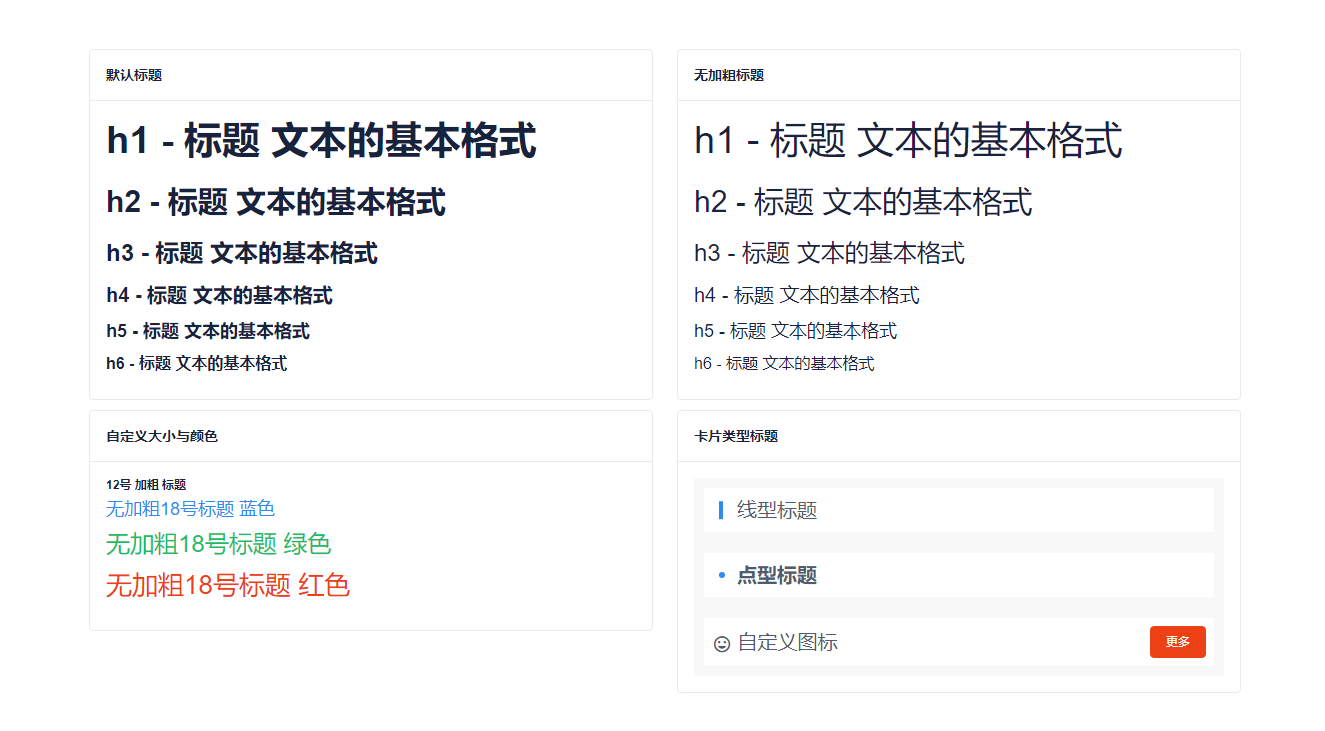 默认标题
h1 - 标题 文本的基本格式
h2 - 标题 文本的基本格式
h3 - 标题 文本的基本格式
h4 - 标题 文本的基本格式
h5 - 标题 文本的基本格式
h6 - 标题 文本的基本格式
无加粗标题
h1 - 标题 文本的基本格式
h2 - 标题 文本的基本格式
h3 - 标题 文本的基本格式
h4 - 标题 文本的基本格式
h5 - 标题 文本的基本格式
h6 - 标题 文本的基本格式
自定义大小与颜色
12号 加粗 标题
无加粗18号标题 蓝色
无加粗18号标题 绿色
无加粗18号标题 红色
卡片类型标题
线型标题
点型标题
自定义图标
更多